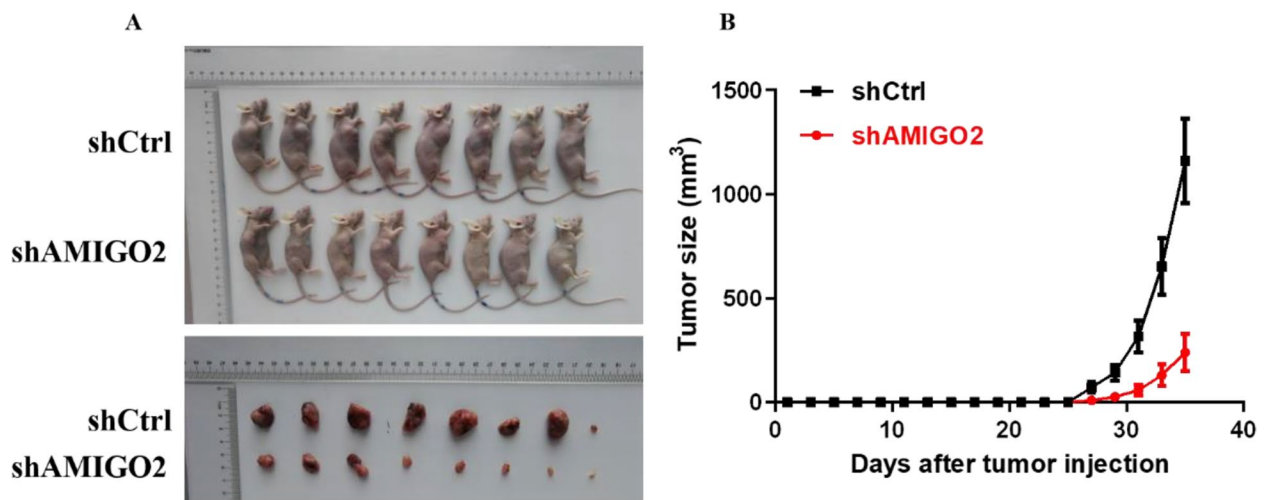 A
B
shCtrl
shAMIGO2
shCtrl
shAMIGO2
1500
1000
500
0
Tumor size (mm³)
shCtrl
shAMIGO2
0
10
20
30
40
Days after tumor injection